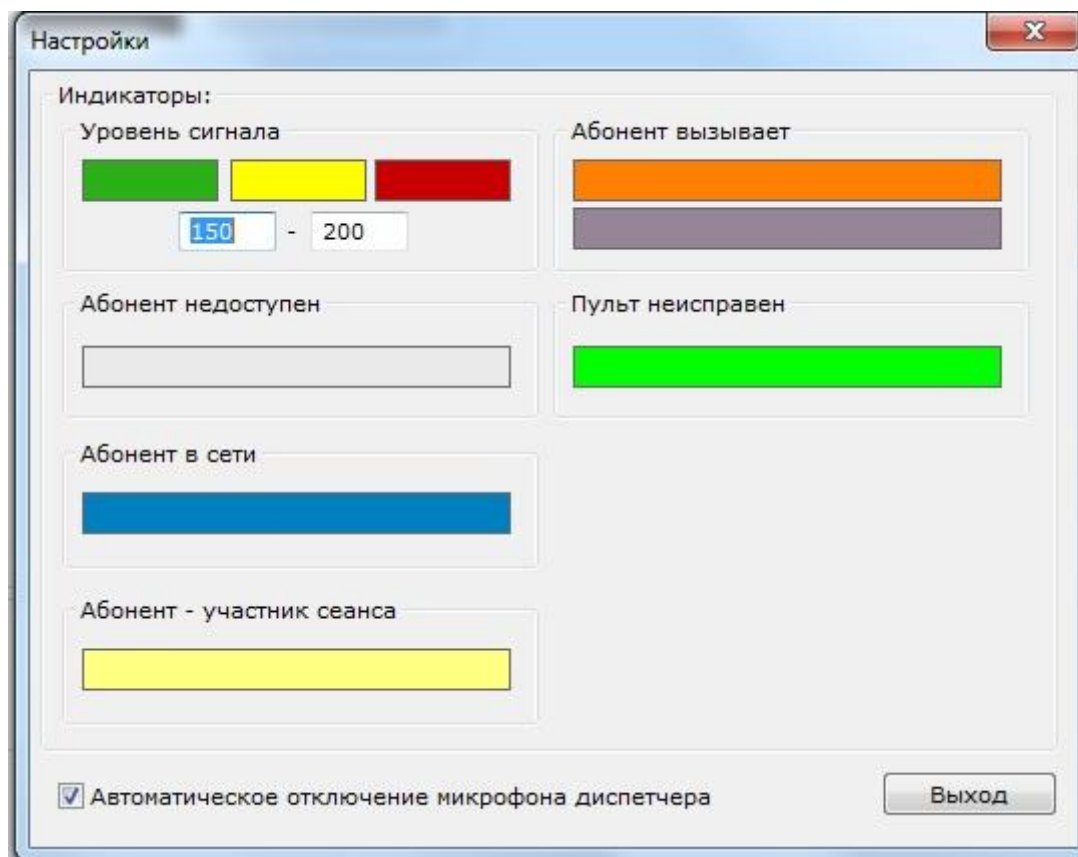 Настройки
Индикаторы:
Уровень сигнала
150 - 200
Абонент вызывает
Абонент недоступен
Пульт неисправен
Абонент в сети
Абонент - участник сеанса
Автоматическое отключение микрофона диспетчера
Выход